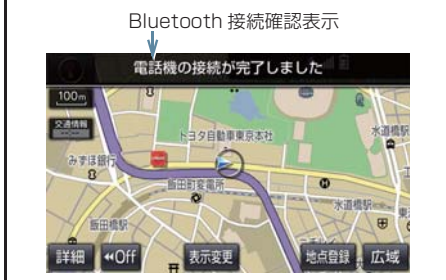 Bluetooth 接続確認表示
電話機の接続が完了しました
100m
交通情報
トヨタ自動車東京本社
水道橋駅
みずほ銀行
飯田町変電所
水道橋駅
飯田橋駅
詳細
◀◀Off
表示変更
地点登録
広域